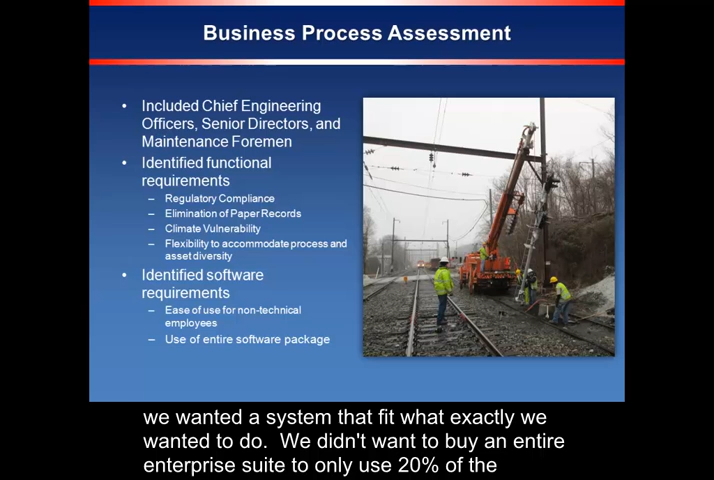 Business Process Assessment
• Included Chief Engineering
Officers, Senior Directors, and
Maintenance Foremen
• Identified functional
requirements
– Regulatory Compliance
– Elimination of Paper Records
– Climate Vulnerability
– Flexibility to accommodate process and
asset diversity
• Identified software
requirements
– Ease of use for non-technical
employees
– Use of entire software package
we wanted a system that fit what exactly we
wanted to do.  We didn't want to buy an entire
enterprise suite to only use 20% of the